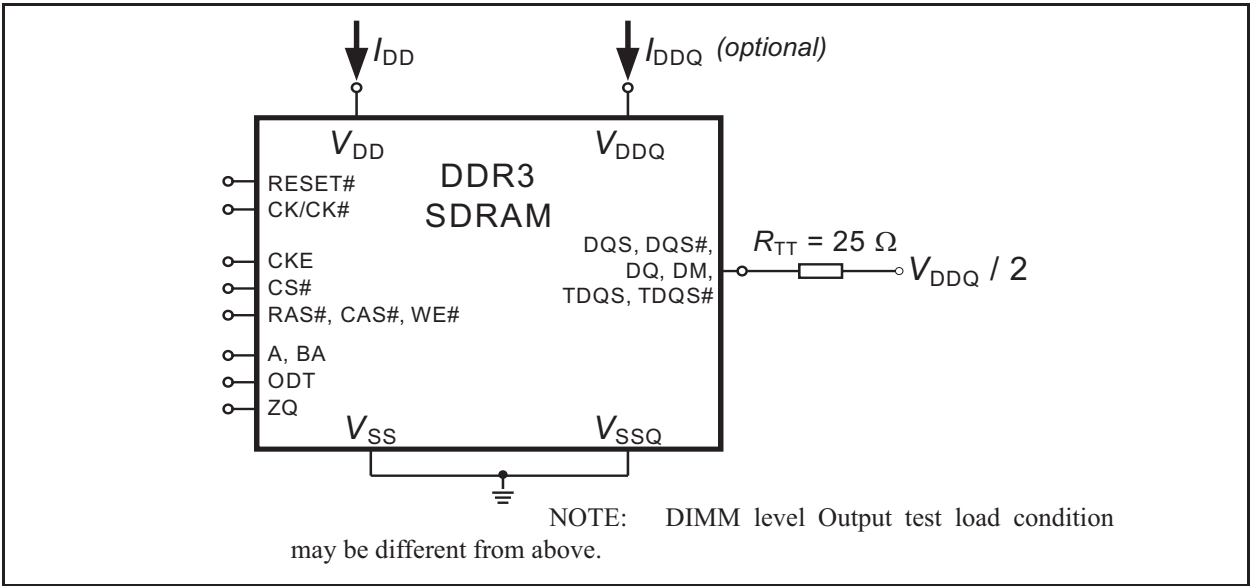 IDD
IDDQ (optional)
VDD
VDDQ
DDR3
SDRAM
RESET#
CK/CK#
CKE
CS#
RAS#, CAS#, WE#
A, BA
ODT
ZQ
DQS, DQS#,
DQ, DM,
TDQS, TDQS#
RTT = 25 Ω
VDDQ / 2
VSS
VSSQ
NOTE: DIMM level Output test load condition
may be different from above.